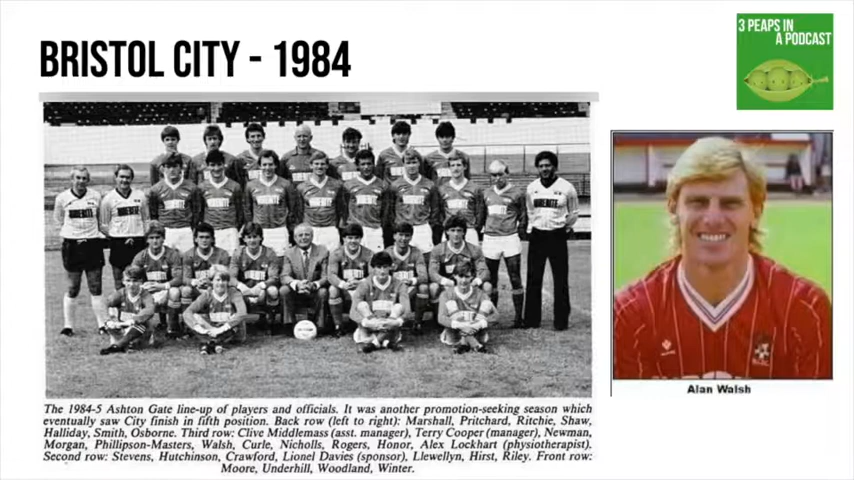 BRISTOL CITY - 1984
3 PEAPS IN
A PODCAST
The 1984-5 Ashton Gate line-up of players and officials. It was another promotion-seeking season which
eventually saw City finish in fifth position. Back row (left to right): Marshall, Pritchard, Ritchie, Shaw,
Halliday, Smith, Osborne. Third row: Clive Middlemass (asst. manager), Terry Cooper (manager), Newman,
Morgan, Phillipson-Masters, Walsh, Curle, Nicholls, Rogers, Honor, Alex Lockhart (physiotherapist).
Second row: Stevens, Hutchinson, Crawford, Lionel Davies (sponsor), Llewellyn, Hirst, Riley. Front row:
Moore, Underhill, Woodland, Winter.
Alan Walsh